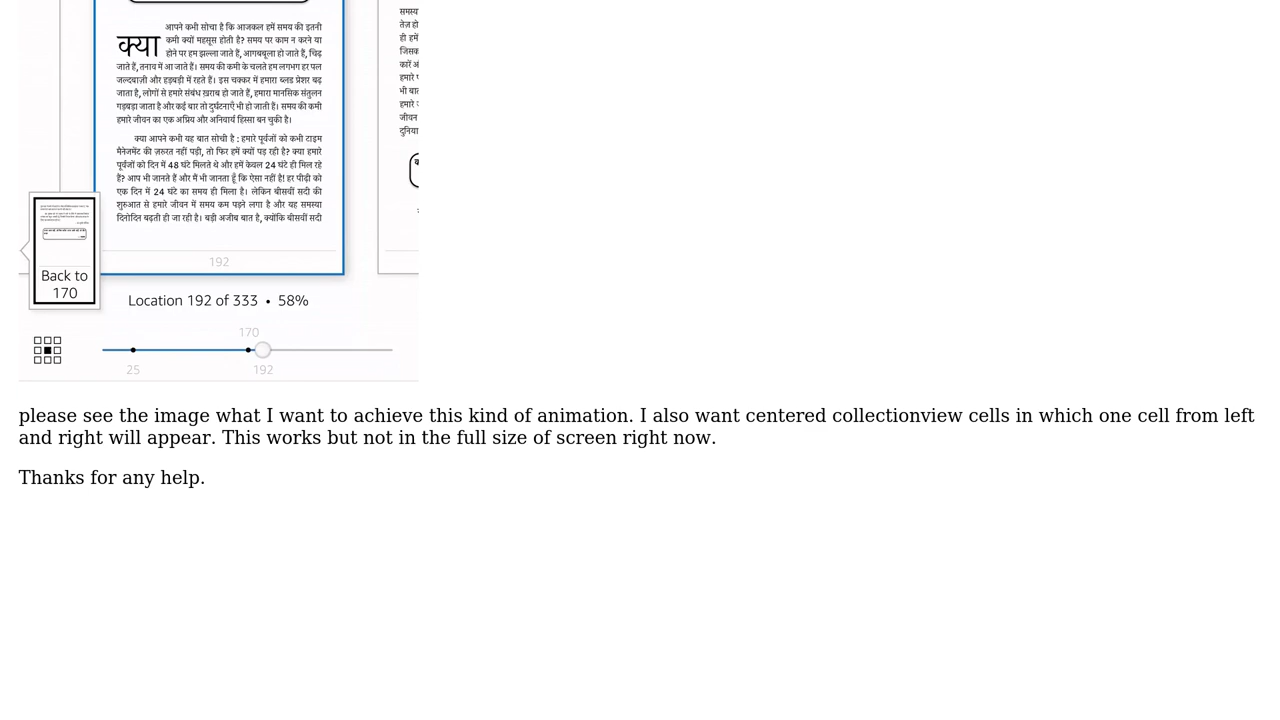 आपने कभी सोचा है कि आजकल हमें समय की इतनी
क्या कमी क्यों महसूस होती है? समय पर काम न करने या
होने पर हम झल्ला जाते हैं, आगबबूला हो जाते हैं, चिढ़
जाते हैं, तनाव में आ जाते हैं। समय की कमी के चलते हम लगभग हर पल
जल्दबाज़ी और हड़बड़ी में रहते हैं। इस चक्कर में हमारा ब्लड प्रेशर बढ़
जाता है, लोगों से हमारे संबंध ख़राब हो जाते हैं, हमारा मानसिक संतुलन
गड़बड़ा जाता है और कई बार तो दुर्घटनाएँ भी हो जाती हैं। समय की कमी
हमारे जीवन का एक अप्रिय और अनिवार्य हिस्सा बन चुकी है।
क्या आपने कभी यह बात सोची है : हमारे पूर्वजों को कभी टाइम
मैनेजमेंट की ज़रुरत नहीं पड़ी, तो फिर हमें क्यों पड़ रही है? क्या हमारे
पूर्वजों को दिन में 48 घंटे मिलते थे और हमें केवल 24 घंटे ही मिल रहे
हैं? आप भी जानते हैं और मैं भी जानता हूँ कि ऐसा नहीं है! हर पीढ़ी को
एक दिन में 24 घंटे का समय ही मिला है। लेकिन बीसवीं सदी की
शुरुआत से हमारे जीवन में समय कम पड़ने लगा है और यह समस्या
दिनोदिन बढ़ती ही जा रही है। बड़ी अजीब बात है, क्योंकि बीसवीं सदी
192
समस्य
तेज़ हो
ही हमें
जिसक
कारें अ
हमारे
भी बा
हमारे
जीवन
दुनिया
Back to
170
Location 192 of 333 • 58%
170
25
192
please see the image what I want to achieve this kind of animation. I also want centered collectionview cells in which one cell from left
and right will appear. This works but not in the full size of screen right now.
Thanks for any help.